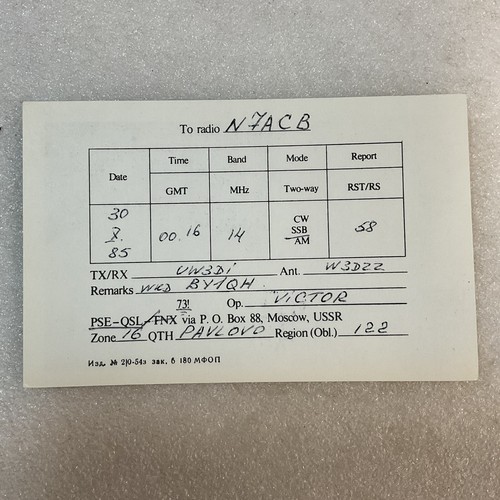 To radio N7ACB
Date Time Band Mode Report
GMT MHz Two-way RST/RS
30 X. 85 00.16 14 CW SSB AM 58
TX/RX UW3Di Ant. W3DZZ
Remarks WKD BY1QH
73! Op. ViCTOR
PSE-QSL/TNX via P. O. Box 88, Moscow, USSR
Zone 16 QTH PAVLOVO Region (Obl.) 122
Изд. № 2/0-54з зак. 6 180 МФОП